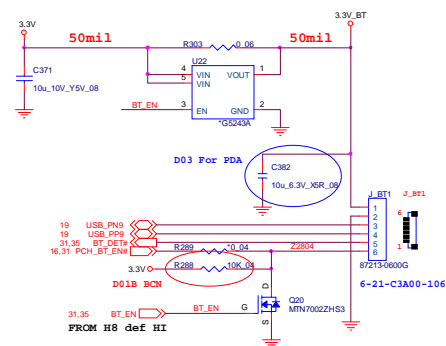 3.3V
3.3V_BT
50mil
50mil
R303
0_06
U22
C371
10u_10V_Y5V_08
4
5
VIN
VIN
VOUT
1
BT_EN
3
EN
GND
2
*G5243A
D03 For PDA
C382
10u_6.3V_X5R_08
J_BT1
J_BT1
1
2
3
4
5
6
6
1
19 USB_PN9
19 USB_PP9
31,35 BT_DET#
16,31 PCH_BT_EN#
R289
*0_04
Z2804
3.3V
R288
10K_04
87213-0600G
D01B BCN
6-21-C3A00-106
D
Q20
MTN7002ZHS3
31,35 BT_EN
BT_EN
G
S
FROM H8 def HI